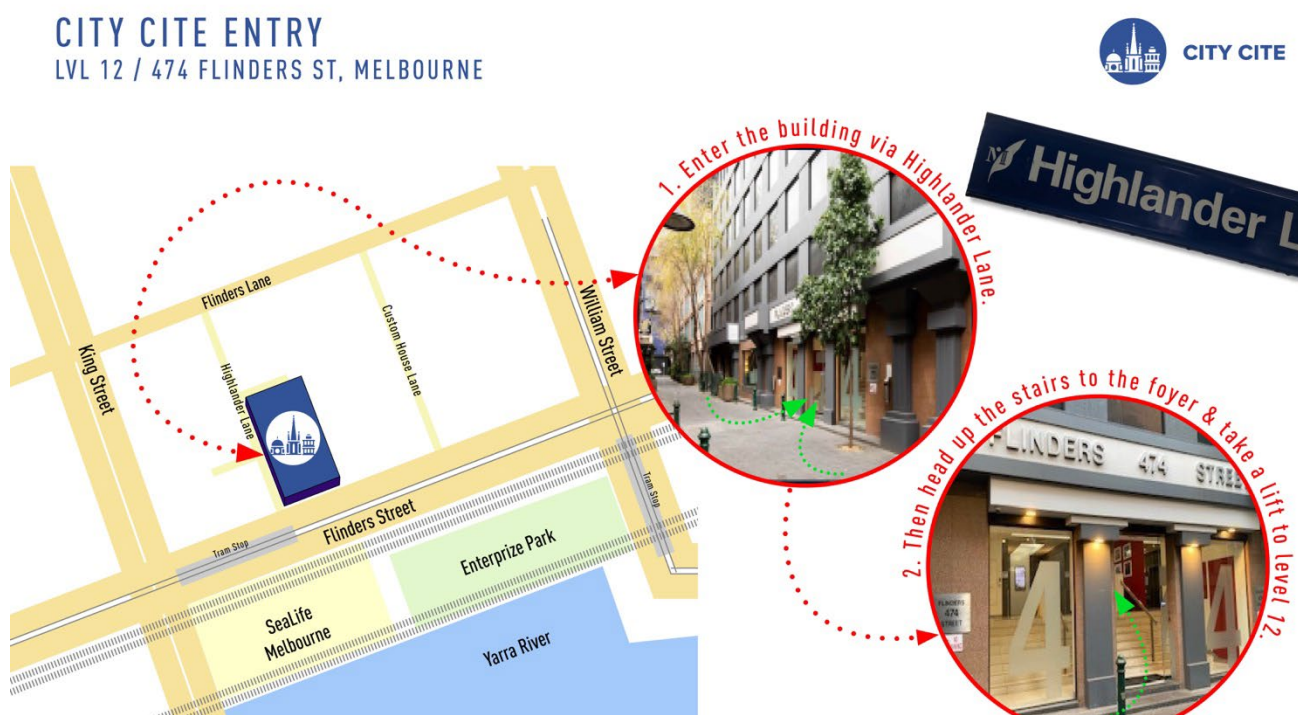 CITY CITE ENTRY
LVL 12 / 474 FLINDERS ST, MELBOURNE
CITY CITE
Highlander L
1. Enter the building via Highlander Lane.
Flinders Lane
King Street
Highlander Lane
Custom House Lane
William Street
Tram Stop
Flinders Street
Tram Stop
Enterprize Park
SeaLife
Melbourne
Yarra River
2. Then head up the stairs to the foyer & take a lift to level 12.
FLINDERS 474 STREE
FLINDERS
474
STREET
4
4